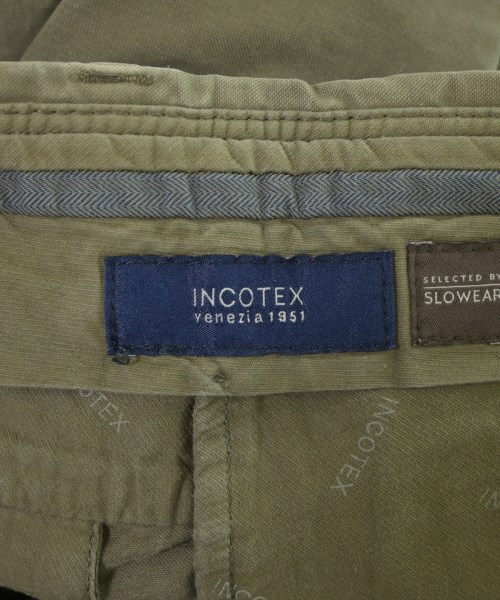 INCOTEX
venezia 1951
SELECTED BY
SLOWEAR
INCOTEX
INCOTEX